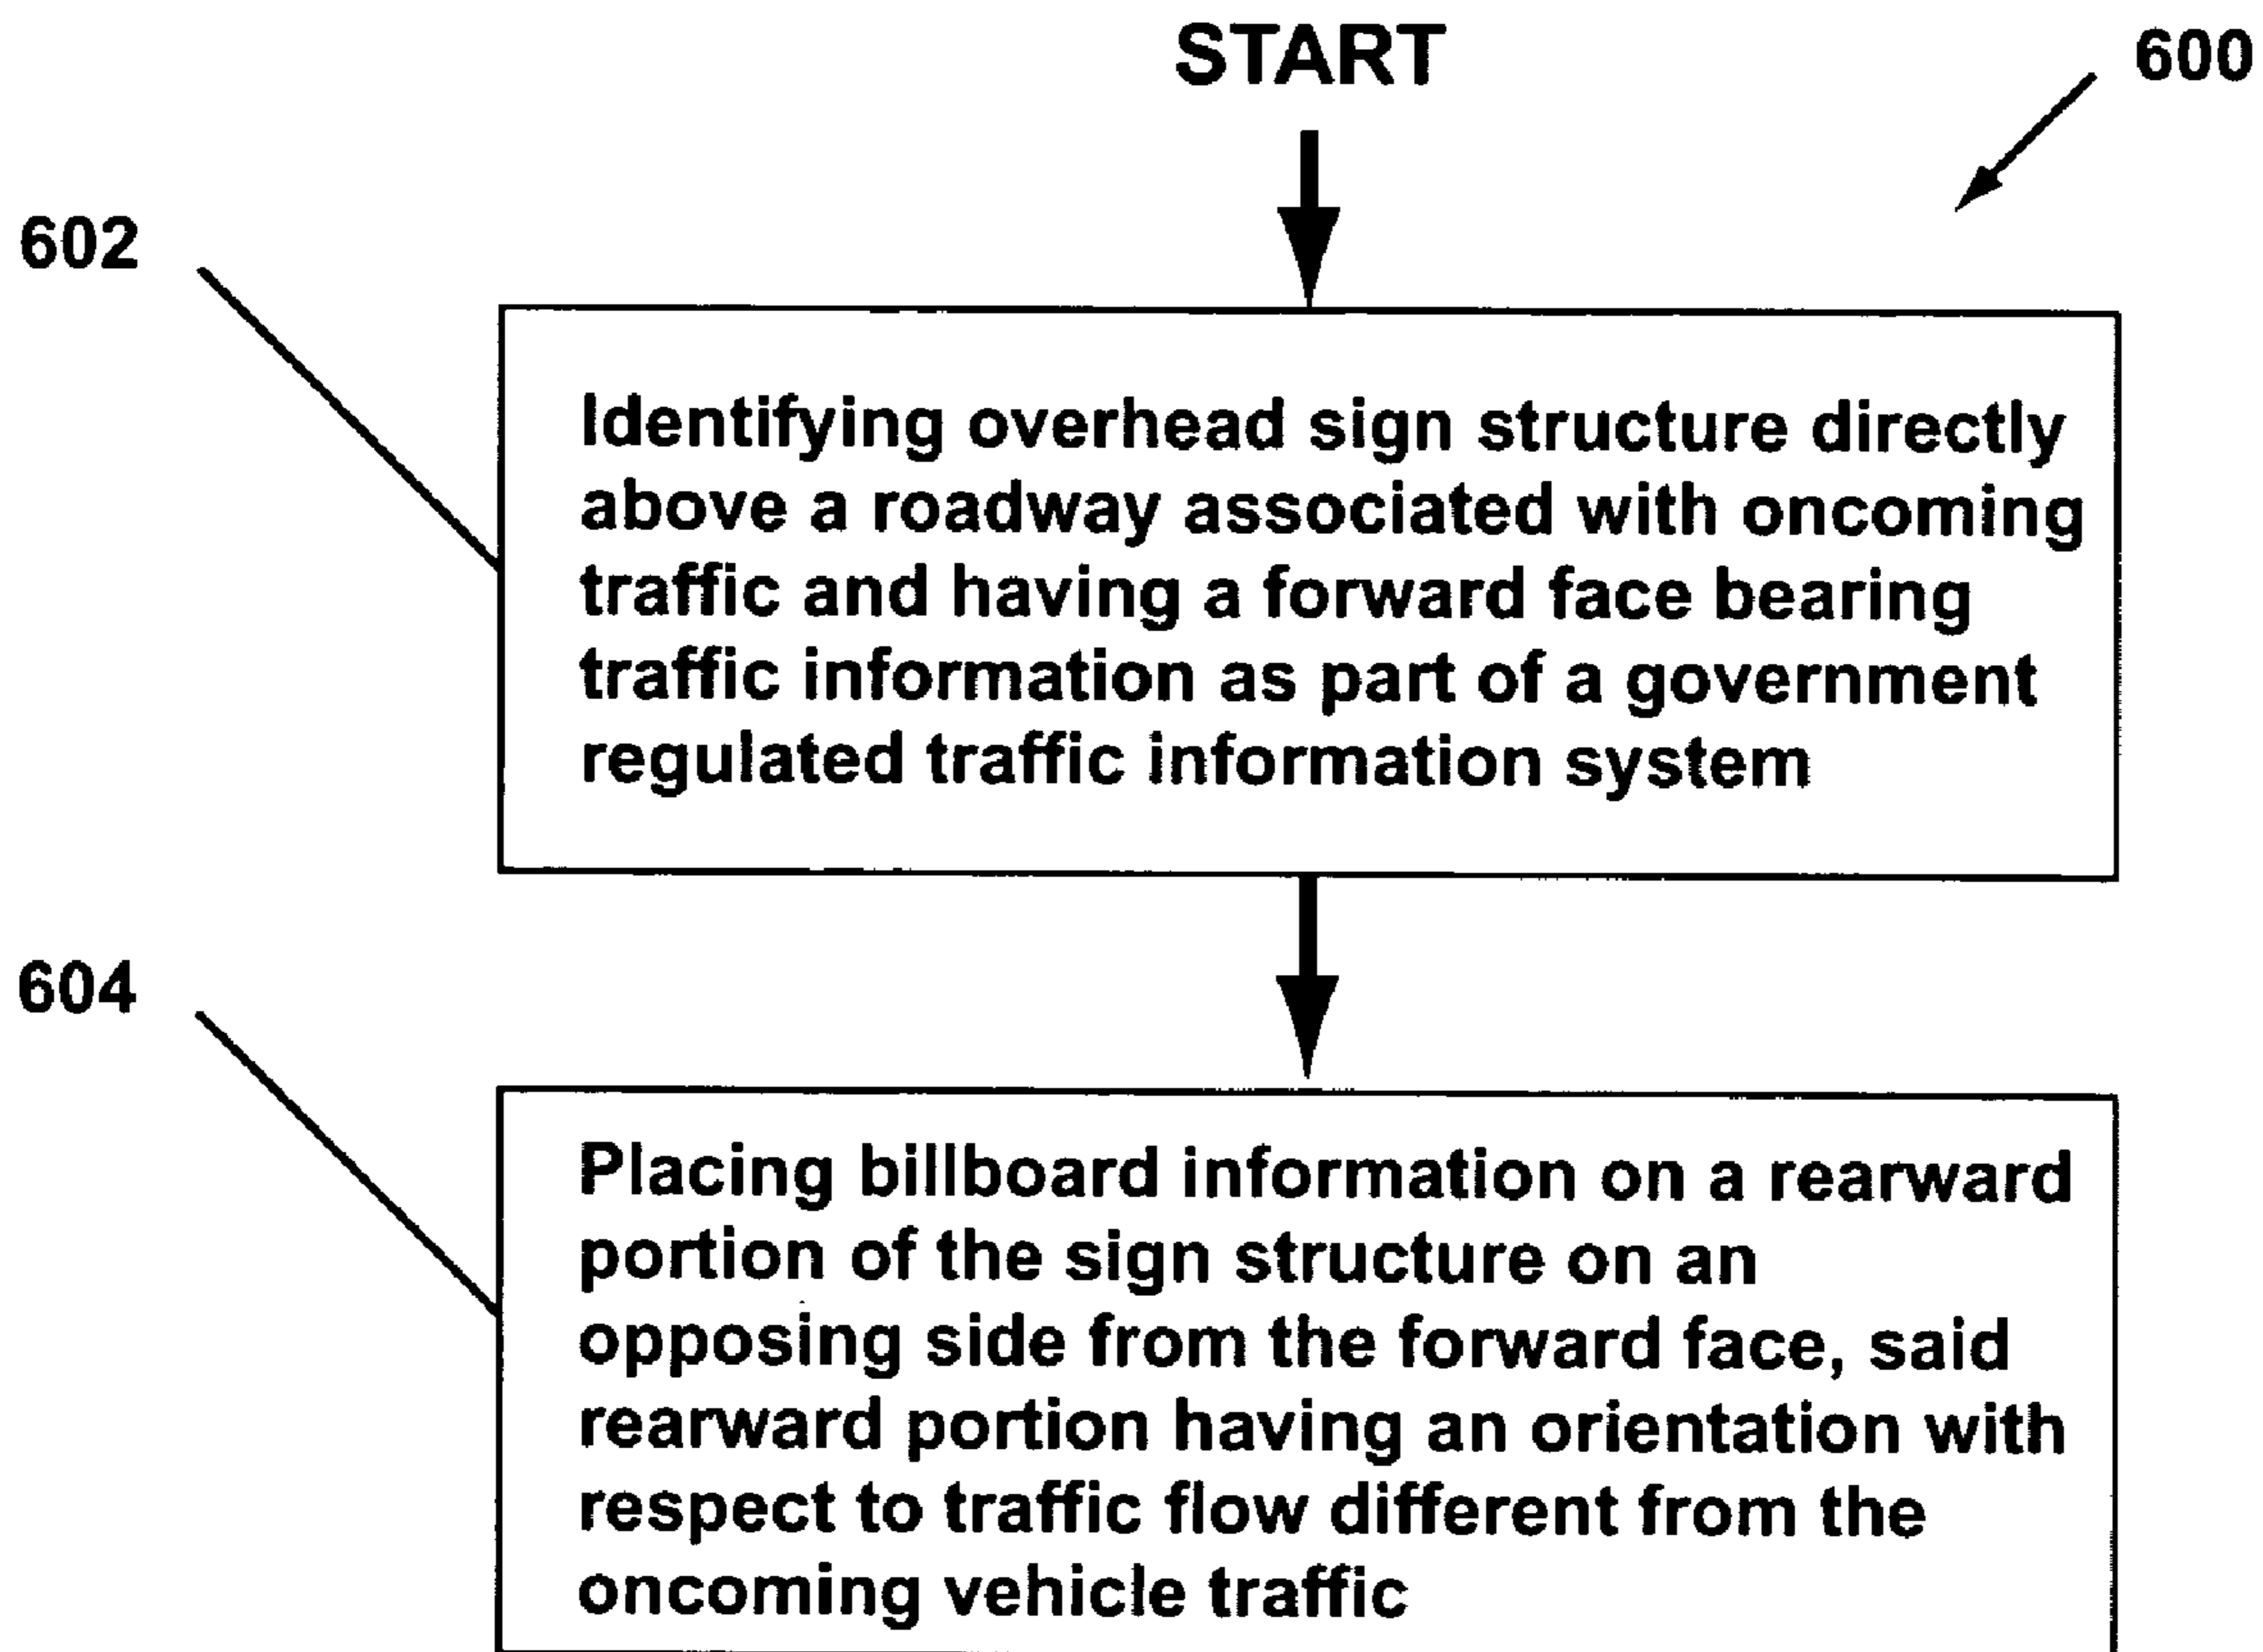 START
600
602
Identifying overhead sign structure directly
above a roadway associated with oncoming
traffic and having a forward face bearing
traffic information as part of a government
regulated traffic information system
604
Placing billboard information on a rearward
portion of the sign structure on an
opposing side from the forward face, said
rearward portion having an orientation with
respect to traffic flow different from the
oncoming vehicle traffic